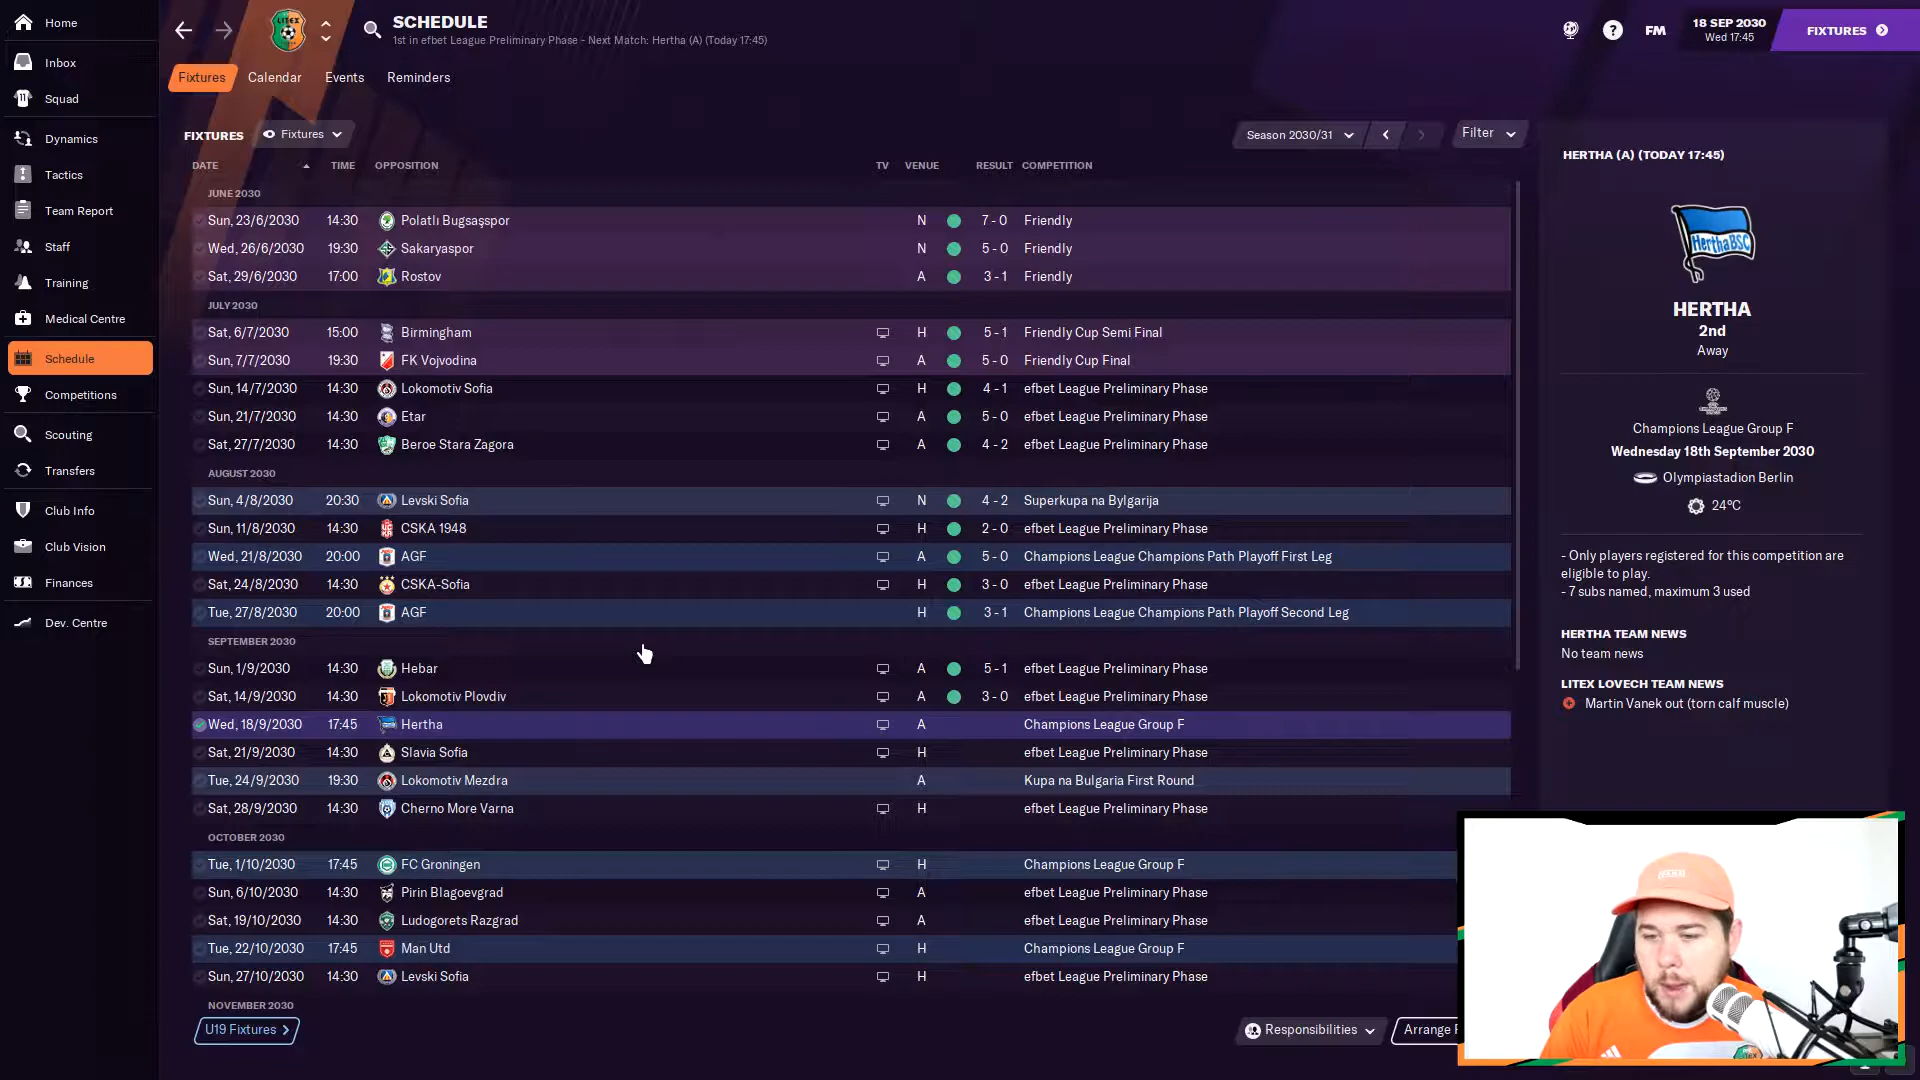 Home
Inbox
Squad
Dynamics
Tactics
Team Report
Staff
Training
Medical Centre
Schedule
Competitions
Scouting
Transfers
Club Info
Club Vision
Finances
Dev. Centre
LITEX
SCHEDULE
1st in efbet League Preliminary Phase - Next Match: Hertha (A) (Today 17:45)
FM
18 SEP 2030
Wed 17:45
FIXTURES
Fixtures Calendar Events Reminders
FIXTURES Fixtures Season 2030/31 Filter
DATE TIME OPPOSITION TV VENUE RESULT COMPETITION
JUNE 2030
Sun, 23/6/2030 14:30 Polatlı Bugsaşspor N 7 - 0 Friendly
Wed, 26/6/2030 19:30 Sakaryaspor N 5 - 0 Friendly
Sat, 29/6/2030 17:00 Rostov A 3 - 1 Friendly
JULY 2030
Sat, 6/7/2030 15:00 Birmingham H 5 - 1 Friendly Cup Semi Final
Sun, 7/7/2030 19:30 FK Vojvodina A 5 - 0 Friendly Cup Final
Sun, 14/7/2030 14:30 Lokomotiv Sofia H 4 - 1 efbet League Preliminary Phase
Sun, 21/7/2030 14:30 Etar A 5 - 0 efbet League Preliminary Phase
Sat, 27/7/2030 14:30 Beroe Stara Zagora A 4 - 2 efbet League Preliminary Phase
AUGUST 2030
Sun, 4/8/2030 20:30 Levski Sofia N 4 - 2 Superkupa na Bylgarija
Sun, 11/8/2030 14:30 CSKA 1948 H 2 - 0 efbet League Preliminary Phase
Wed, 21/8/2030 20:00 AGF A 5 - 0 Champions League Champions Path Playoff First Leg
Sat, 24/8/2030 14:30 CSKA-Sofia H 3 - 0 efbet League Preliminary Phase
Tue, 27/8/2030 20:00 AGF H 3 - 1 Champions League Champions Path Playoff Second Leg
SEPTEMBER 2030
Sun, 1/9/2030 14:30 Hebar A 5 - 1 efbet League Preliminary Phase
Sat, 14/9/2030 14:30 Lokomotiv Plovdiv A 3 - 0 efbet League Preliminary Phase
Wed, 18/9/2030 17:45 Hertha A Champions League Group F
Sat, 21/9/2030 14:30 Slavia Sofia H efbet League Preliminary Phase
Tue, 24/9/2030 19:30 Lokomotiv Mezdra A Kupa na Bulgaria First Round
Sat, 28/9/2030 14:30 Cherno More Varna H efbet League Preliminary Phase
OCTOBER 2030
Tue, 1/10/2030 17:45 FC Groningen H Champions League Group F
Sun, 6/10/2030 14:30 Pirin Blagoevgrad A efbet League Preliminary Phase
Sat, 19/10/2030 14:30 Ludogorets Razgrad A efbet League Preliminary Phase
Tue, 22/10/2030 17:45 Man Utd H Champions League Group F
Sun, 27/10/2030 14:30 Levski Sofia H efbet League Preliminary Phase
NOVEMBER 2030
U19 Fixtures Responsibilities Arrange
HERTHA (A) (TODAY 17:45)
Hertha BSC
HERTHA
2nd
Away
Champions League Group F
Wednesday 18th September 2030
Olympiastadion Berlin
24°C
- Only players registered for this competition are
eligible to play.
- 7 subs named, maximum 3 used
HERTHA TEAM NEWS
No team news
LITEX LOVECH TEAM NEWS
Martin Vanek out (torn calf muscle)